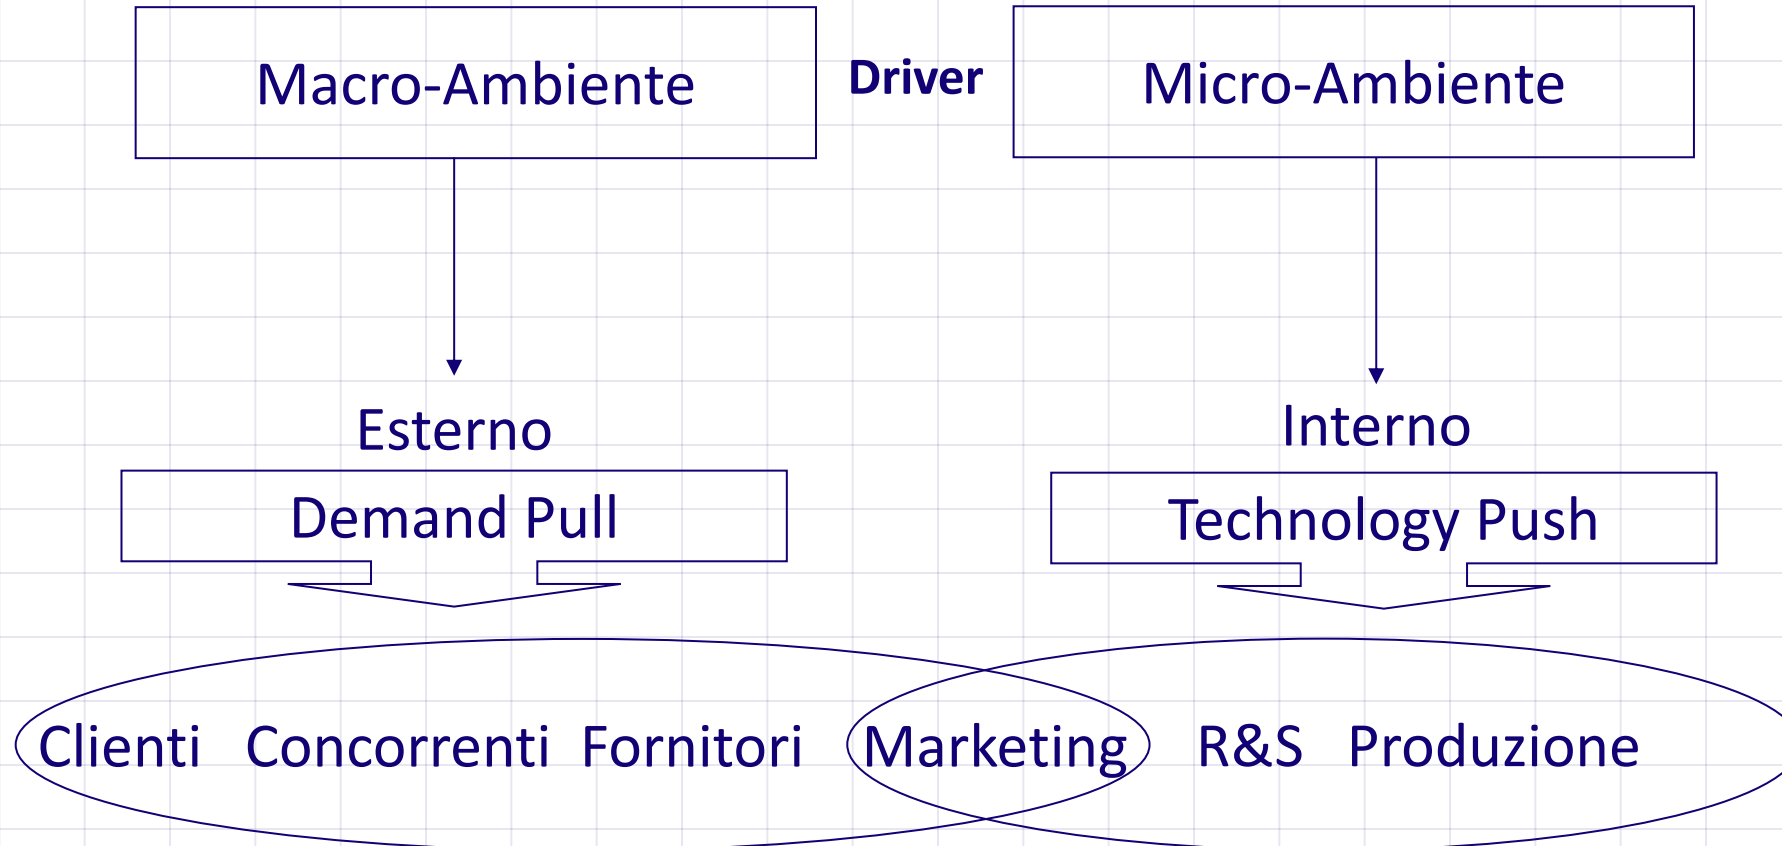 Macro-Ambiente
Driver
Micro-Ambiente
Esterno
Interno
Demand Pull
Technology Push
Clienti Concorrenti Fornitori Marketing R&S Produzione